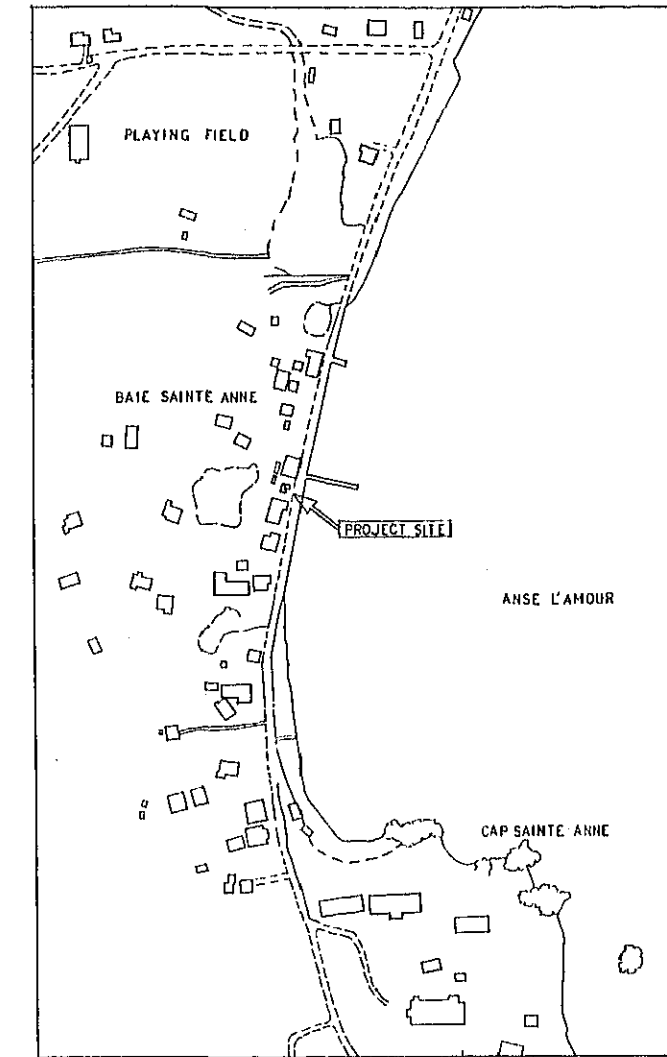 PLAYING FIELD
BAIE SAINTE ANNE
PROJECT SITE
ANSE L'AMOUR
CAP SAINTE ANNE